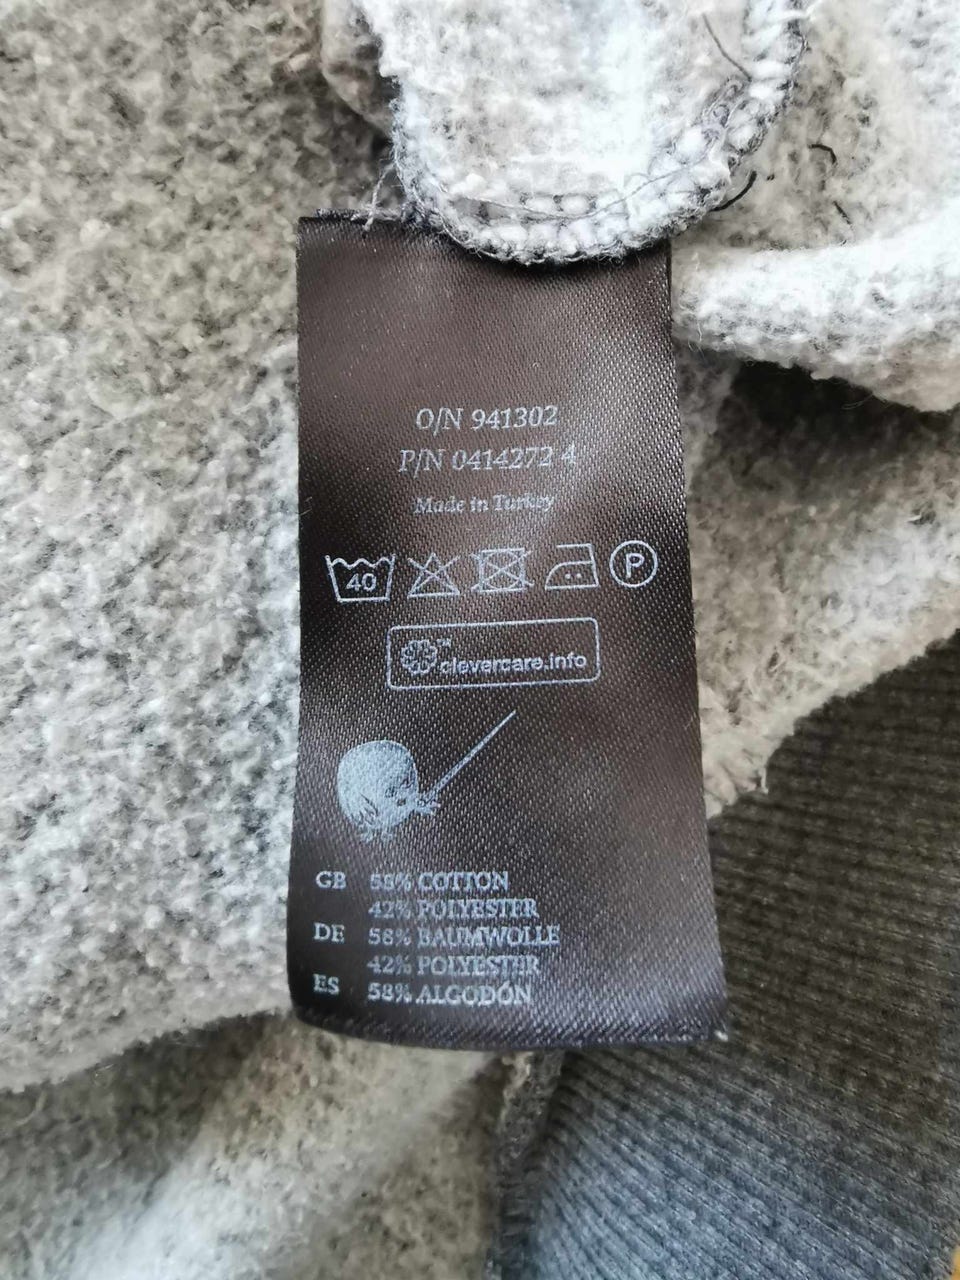 O/N 941302
P/N 0414272 4
Made in Turkey
40 P
clevercare.info
GB 58% COTTON
42% POLYESTER
DE 58% BAUMWOLLE
42% POLYESTER
ES 58% ALGODÓN